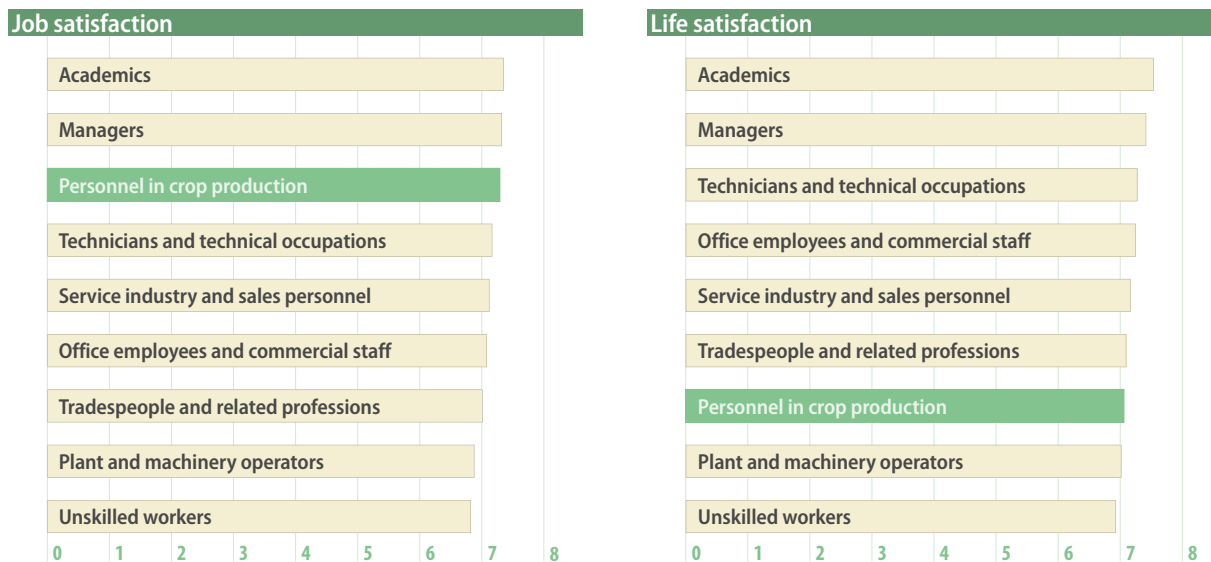 Job satisfaction
Academics
Managers
Personnel in crop production
Technicians and technical occupations
Service industry and sales personnel
Office employees and commercial staff
Tradespeople and related professions
Plant and machinery operators
Unskilled workers
0 1 2 3 4 5 6 7 8
Life satisfaction
Academics
Managers
Technicians and technical occupations
Office employees and commercial staff
Service industry and sales personnel
Tradespeople and related professions
Personnel in crop production
Plant and machinery operators
Unskilled workers
0 1 2 3 4 5 6 7 8